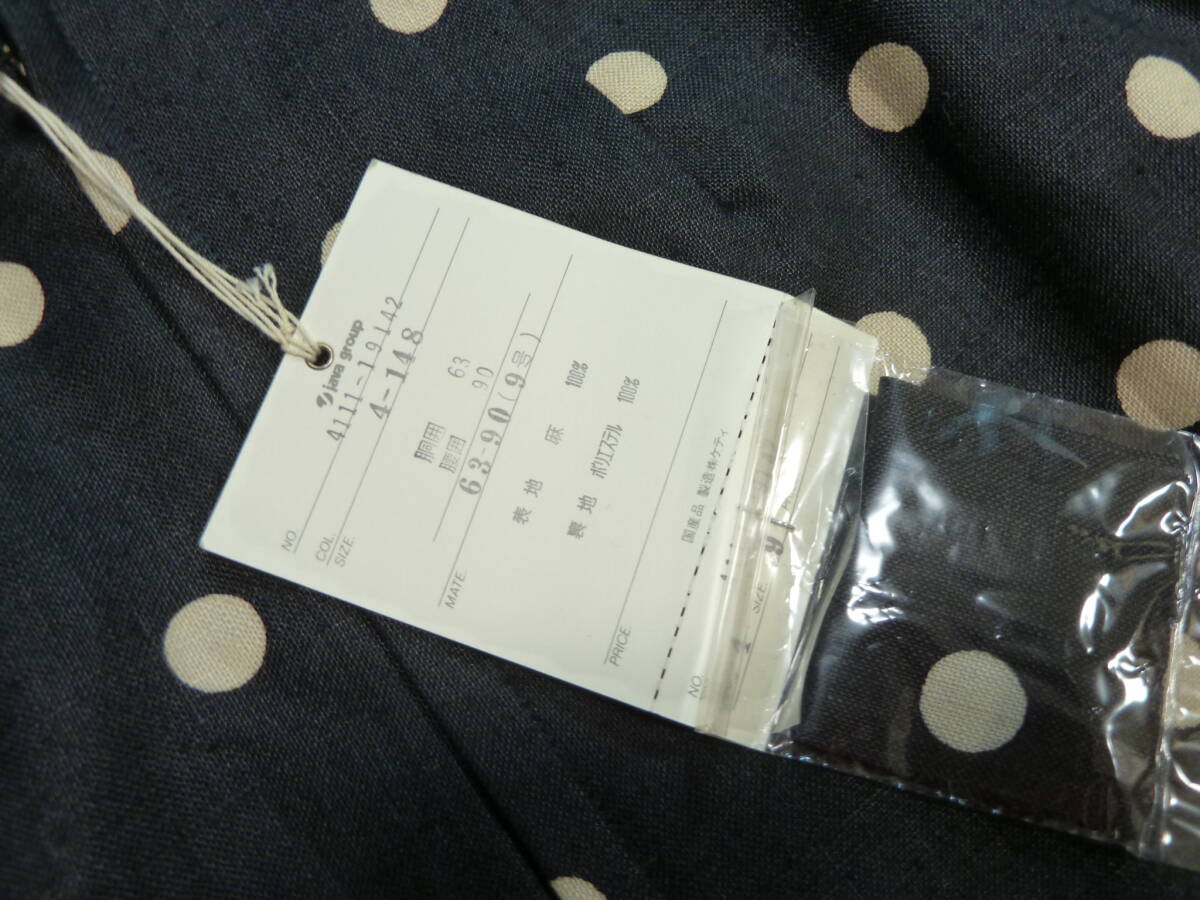 java group
NO. 4111-19142
COL. 4-148
SIZE.
胴囲 63
腰囲 90
63-90(9号)
MATE.
表地 麻 100%
裏地 ポリエステル 100%
PRICE.
国産品 製造㈱ケティ
NO.
SIZE.